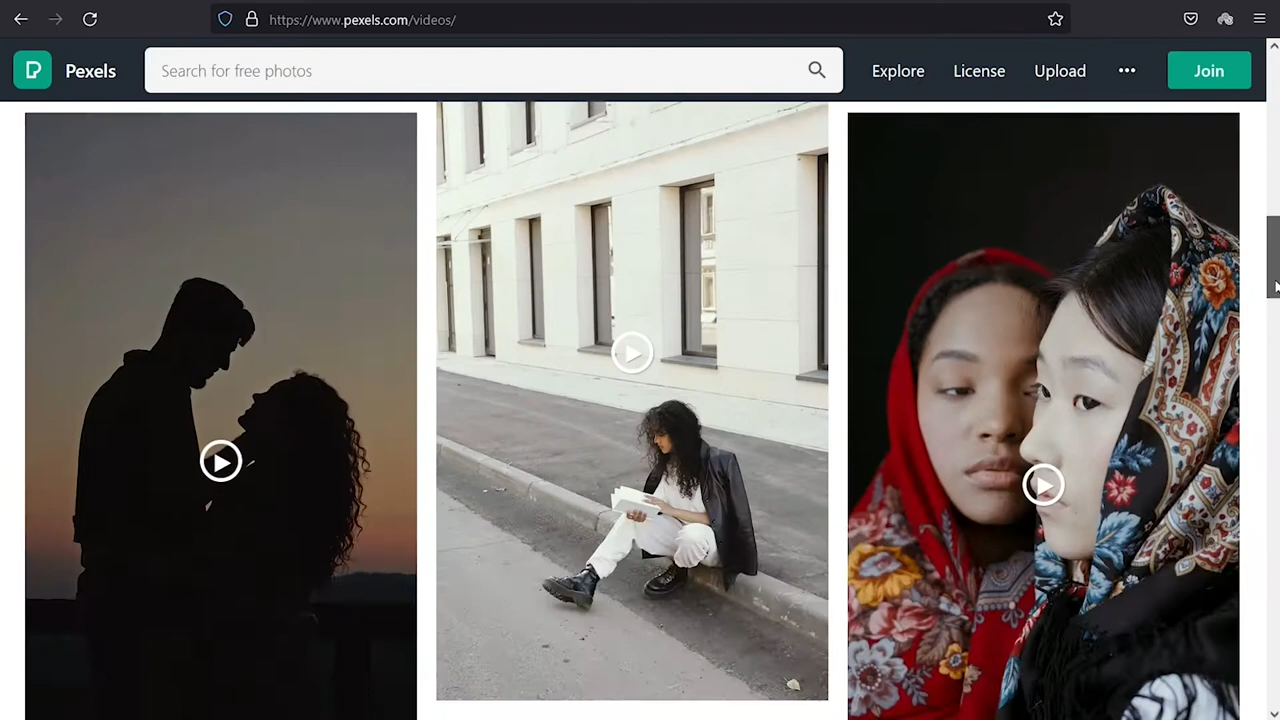 https://www.pexels.com/videos/
Pexels
Search for free photos
Explore
License
Upload
•••
Join